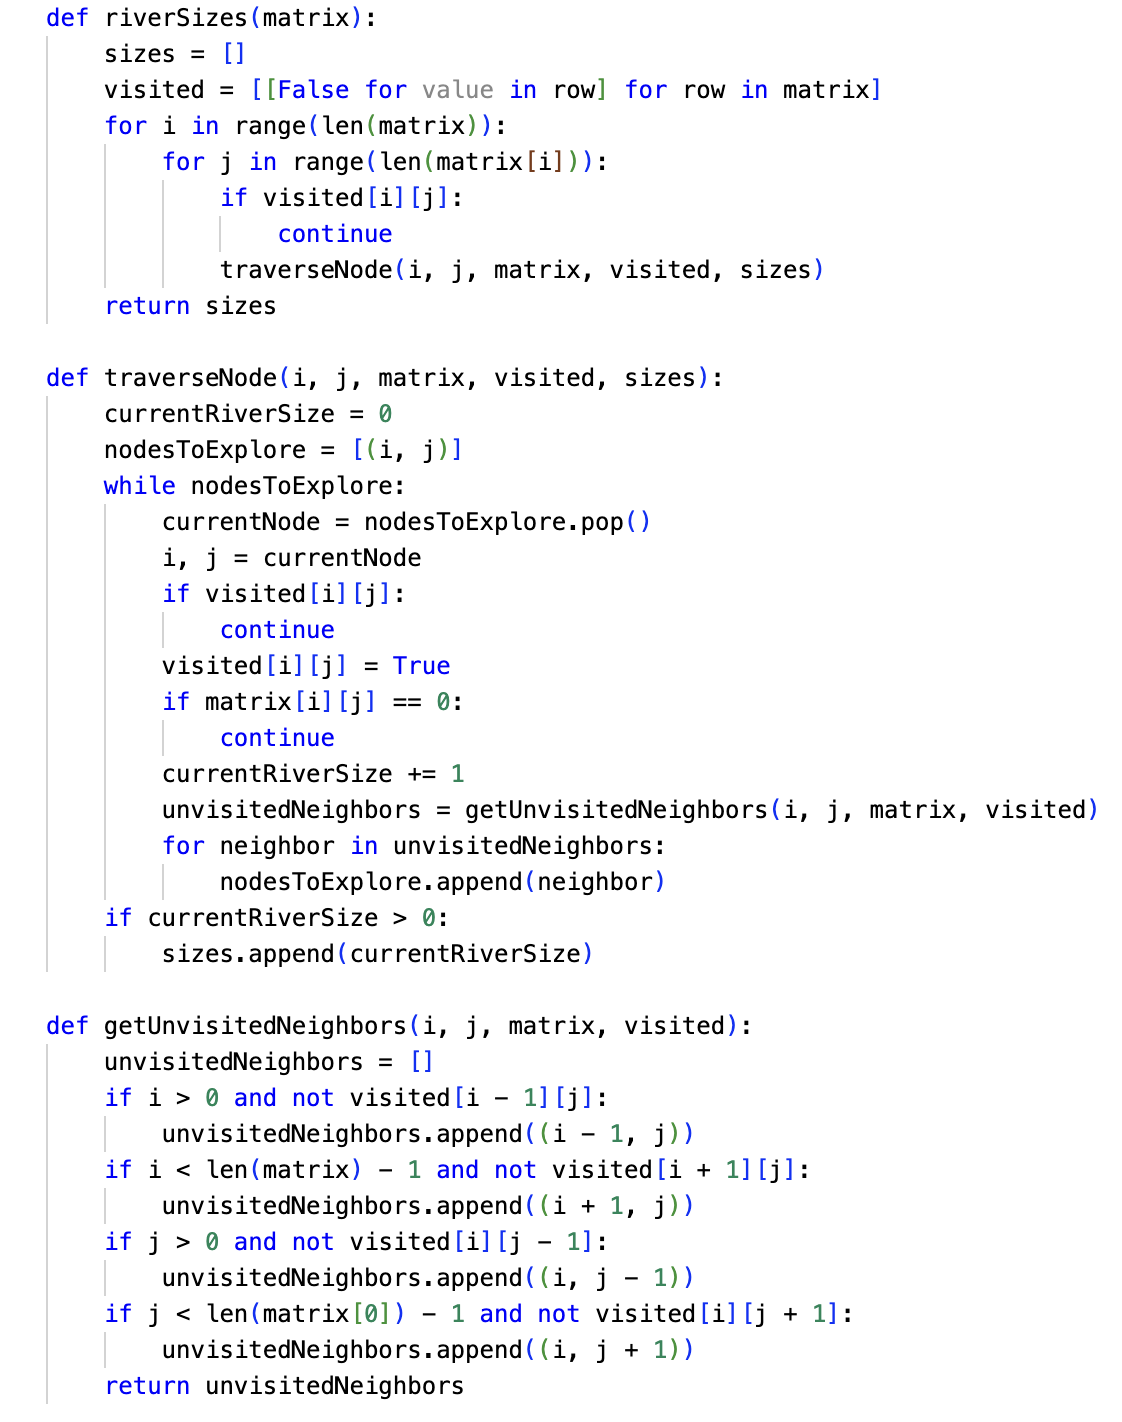 def riverSizes(matrix):
    sizes = []
    visited = [[False for value in row] for row in matrix]
    for i in range(len(matrix)):
        for j in range(len(matrix[i])):
            if visited[i][j]:
                continue
            traverseNode(i, j, matrix, visited, sizes)
    return sizes

def traverseNode(i, j, matrix, visited, sizes):
    currentRiverSize = 0
    nodesToExplore = [(i, j)]
    while nodesToExplore:
        currentNode = nodesToExplore.pop()
        i, j = currentNode
        if visited[i][j]:
            continue
        visited[i][j] = True
        if matrix[i][j] == 0:
            continue
        currentRiverSize += 1
        unvisitedNeighbors = getUnvisitedNeighbors(i, j, matrix, visited)
        for neighbor in unvisitedNeighbors:
            nodesToExplore.append(neighbor)
    if currentRiverSize > 0:
        sizes.append(currentRiverSize)

def getUnvisitedNeighbors(i, j, matrix, visited):
    unvisitedNeighbors = []
    if i > 0 and not visited[i - 1][j]:
        unvisitedNeighbors.append((i - 1, j))
    if i < len(matrix) - 1 and not visited[i + 1][j]:
        unvisitedNeighbors.append((i + 1, j))
    if j > 0 and not visited[i][j - 1]:
        unvisitedNeighbors.append((i, j - 1))
    if j < len(matrix[0]) - 1 and not visited[i][j + 1]:
        unvisitedNeighbors.append((i, j + 1))
    return unvisitedNeighbors